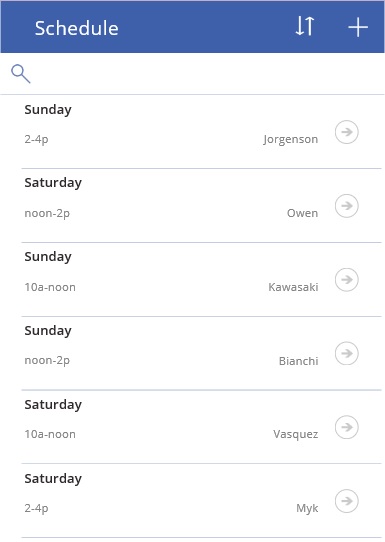 Schedule
Sunday
2-4p Jorgenson
Saturday
noon-2p Owen
Sunday
10a-noon Kawasaki
Sunday
noon-2p Bianchi
Saturday
10a-noon Vasquez
Saturday
2-4p Myk